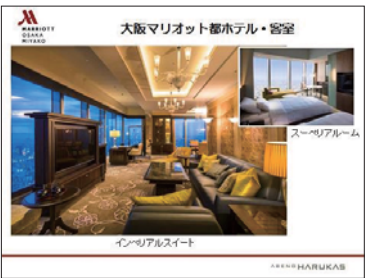 MARRIOTT
OSAKA
MIYAKO
大阪マリオット都ホテル・客室
スーペリアルーム
インペリアルスイート
ABENO HARUKAS